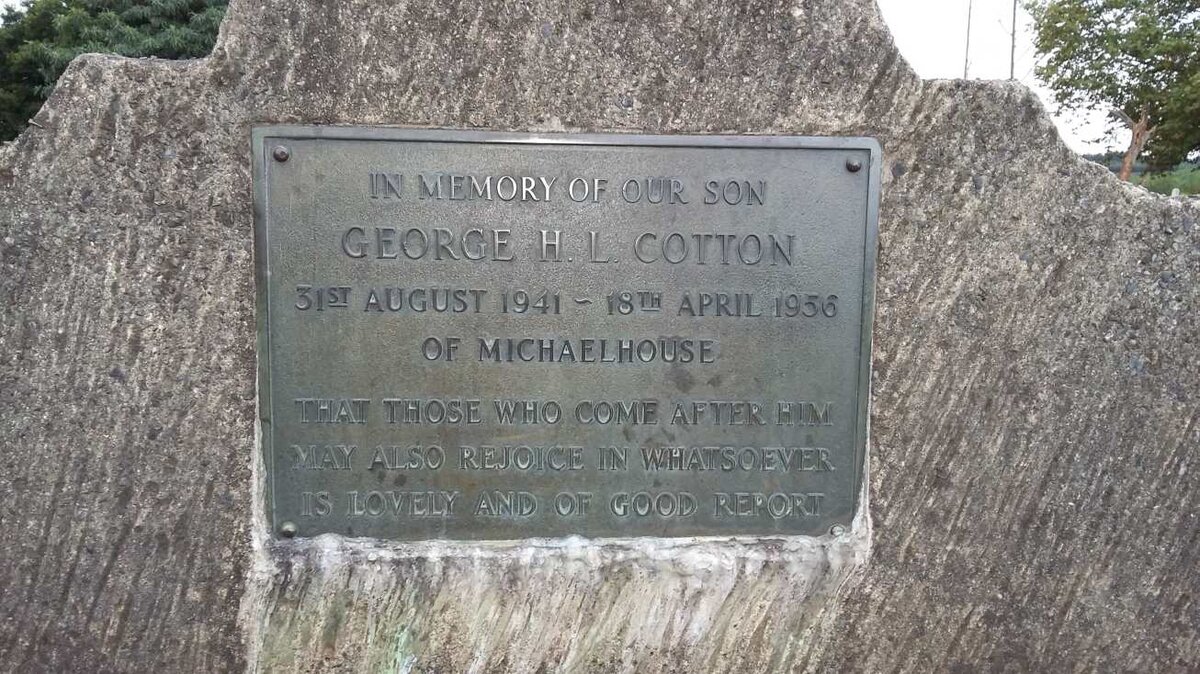 IN MEMORY OF OUR SON
GEORGE H. L. COTTON
31ST AUGUST 1941 ~ 18TH APRIL 1956
OF MICHAELHOUSE
THAT THOSE WHO COME AFTER HIM
MAY ALSO REJOICE IN WHATSOEVER
IS LOVELY AND OF GOOD REPORT